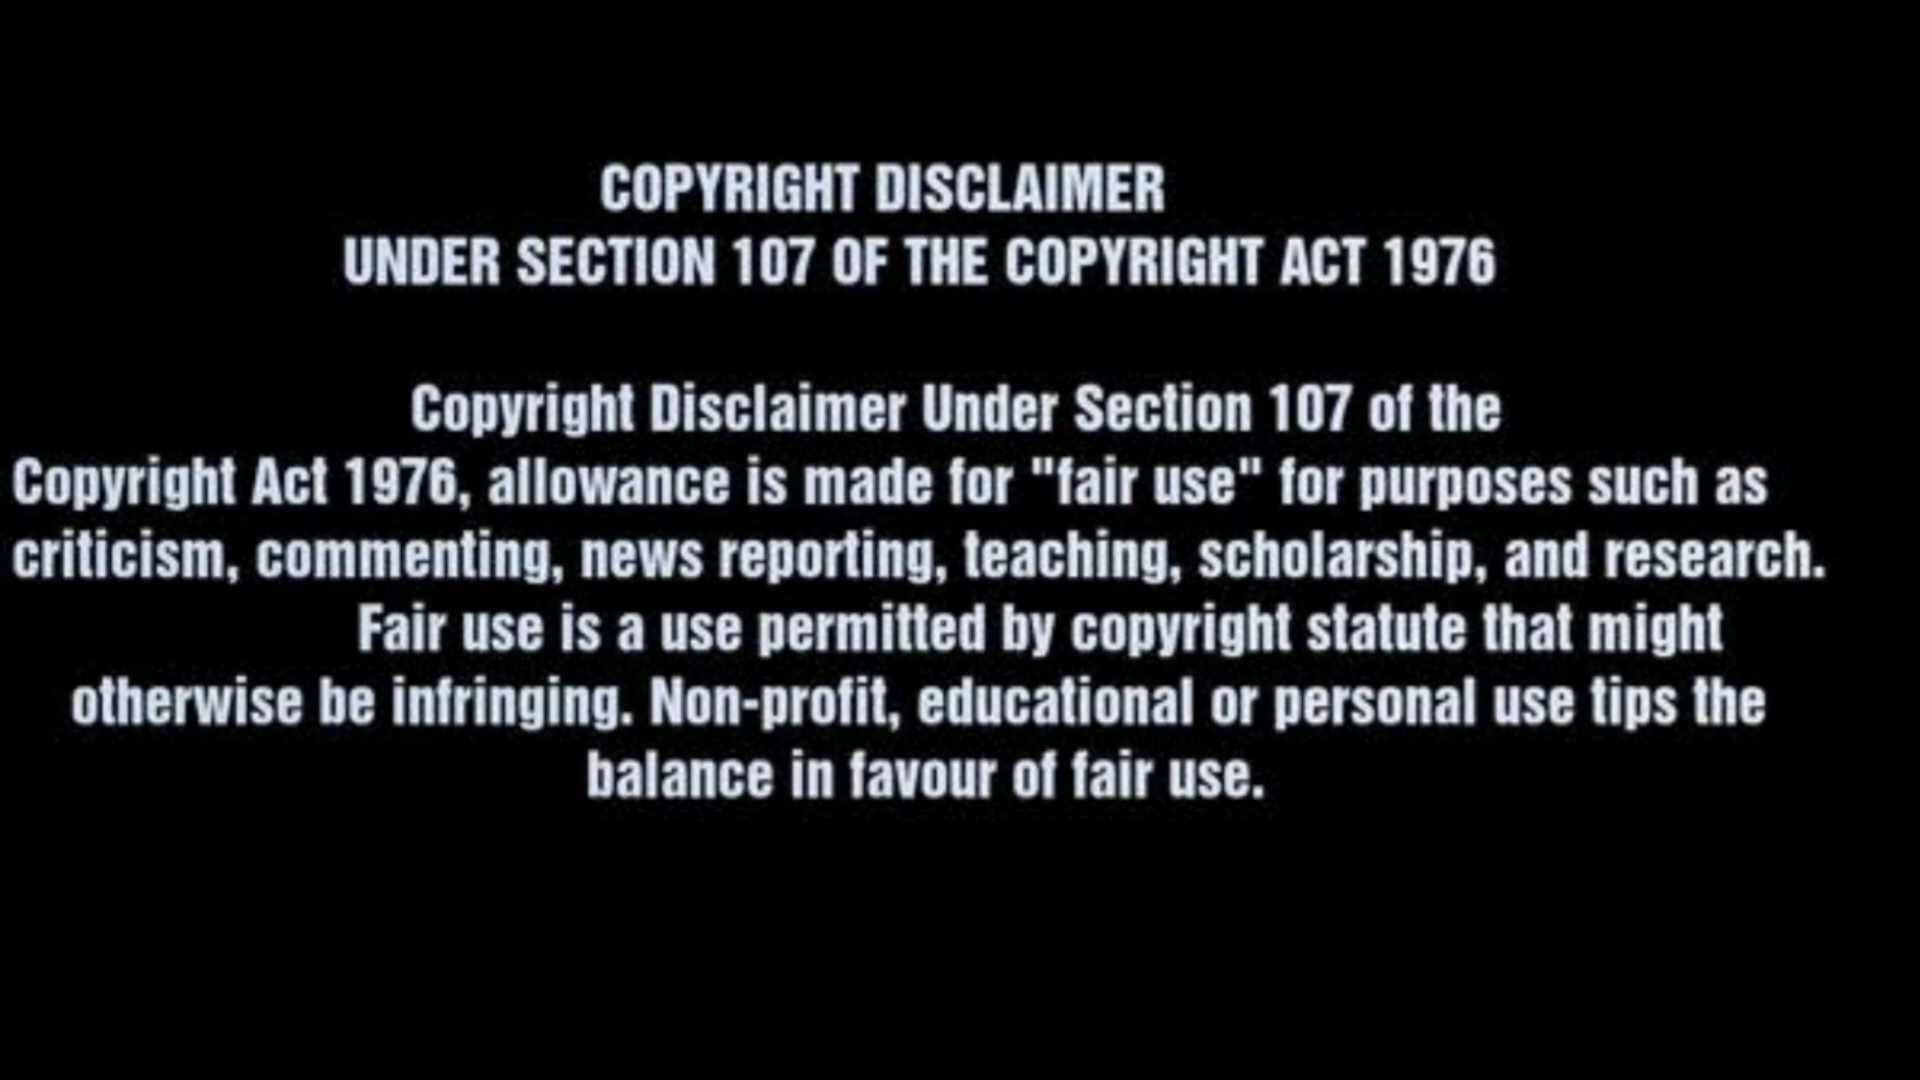 COPYRIGHT DISCLAIMER
UNDER SECTION 107 OF THE COPYRIGHT ACT 1976
Copyright Disclaimer Under Section 107 of the
Copyright Act 1976, allowance is made for "fair use" for purposes such as
criticism, commenting, news reporting, teaching, scholarship, and research.
Fair use is a use permitted by copyright statute that might
otherwise be infringing. Non-profit, educational or personal use tips the
balance in favour of fair use.